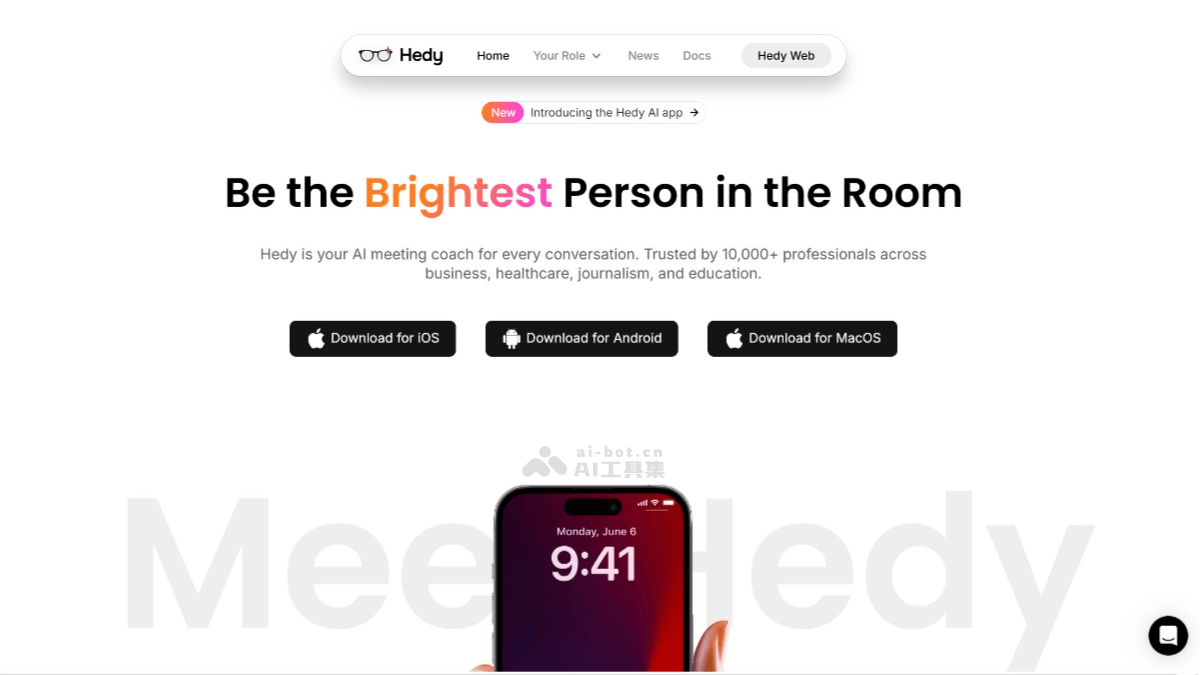 Hedy
Home
Your Role
News
Docs
Hedy Web
New
Introducing the Hedy AI app →
Be the Brightest Person in the Room
Hedy is your AI meeting coach for every conversation. Trusted by 10,000+ professionals across
business, healthcare, journalism, and education.
Download for iOS
Download for Android
Download for MacOS
ai-bot.cn
AI工具集
Meet Hedy
Monday, June 6
9:41